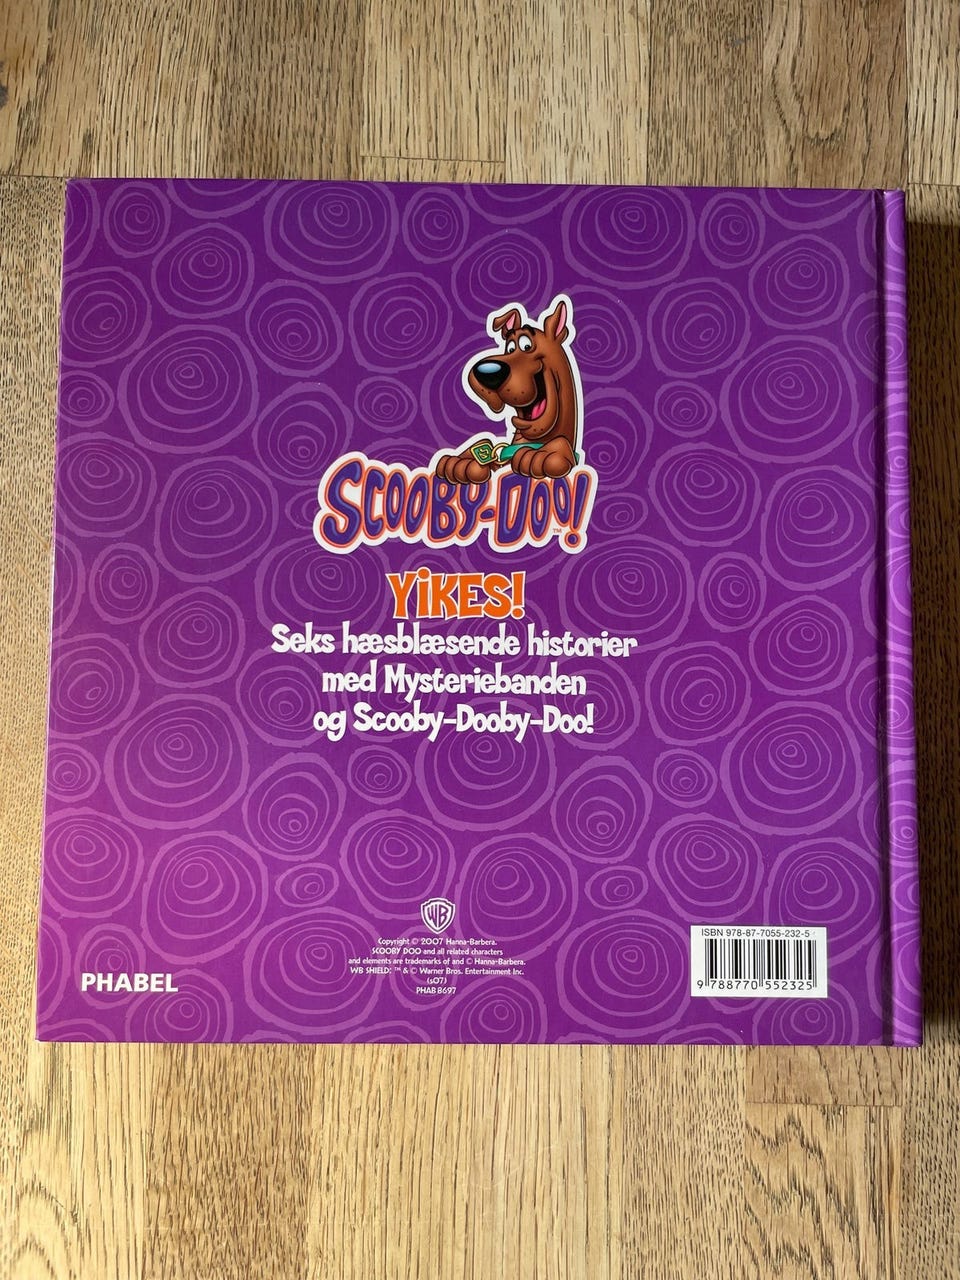 SCOOBY-DOO!™
YiKES!
Seks hæsblæsende historier
med Mysteriebanden
og Scooby-Dooby-Doo!
WB
Copyright © 2007 Hanna-Barbera.
SCOOBY DOO and all related characters
and elements are trademarks of and © Hanna-Barbera.
WB SHIELD: ™ & © Warner Bros. Entertainment Inc.
(s07)
PHAB 8697
PHABEL
ISBN 978-87-7055-232-5
9 788770 552325